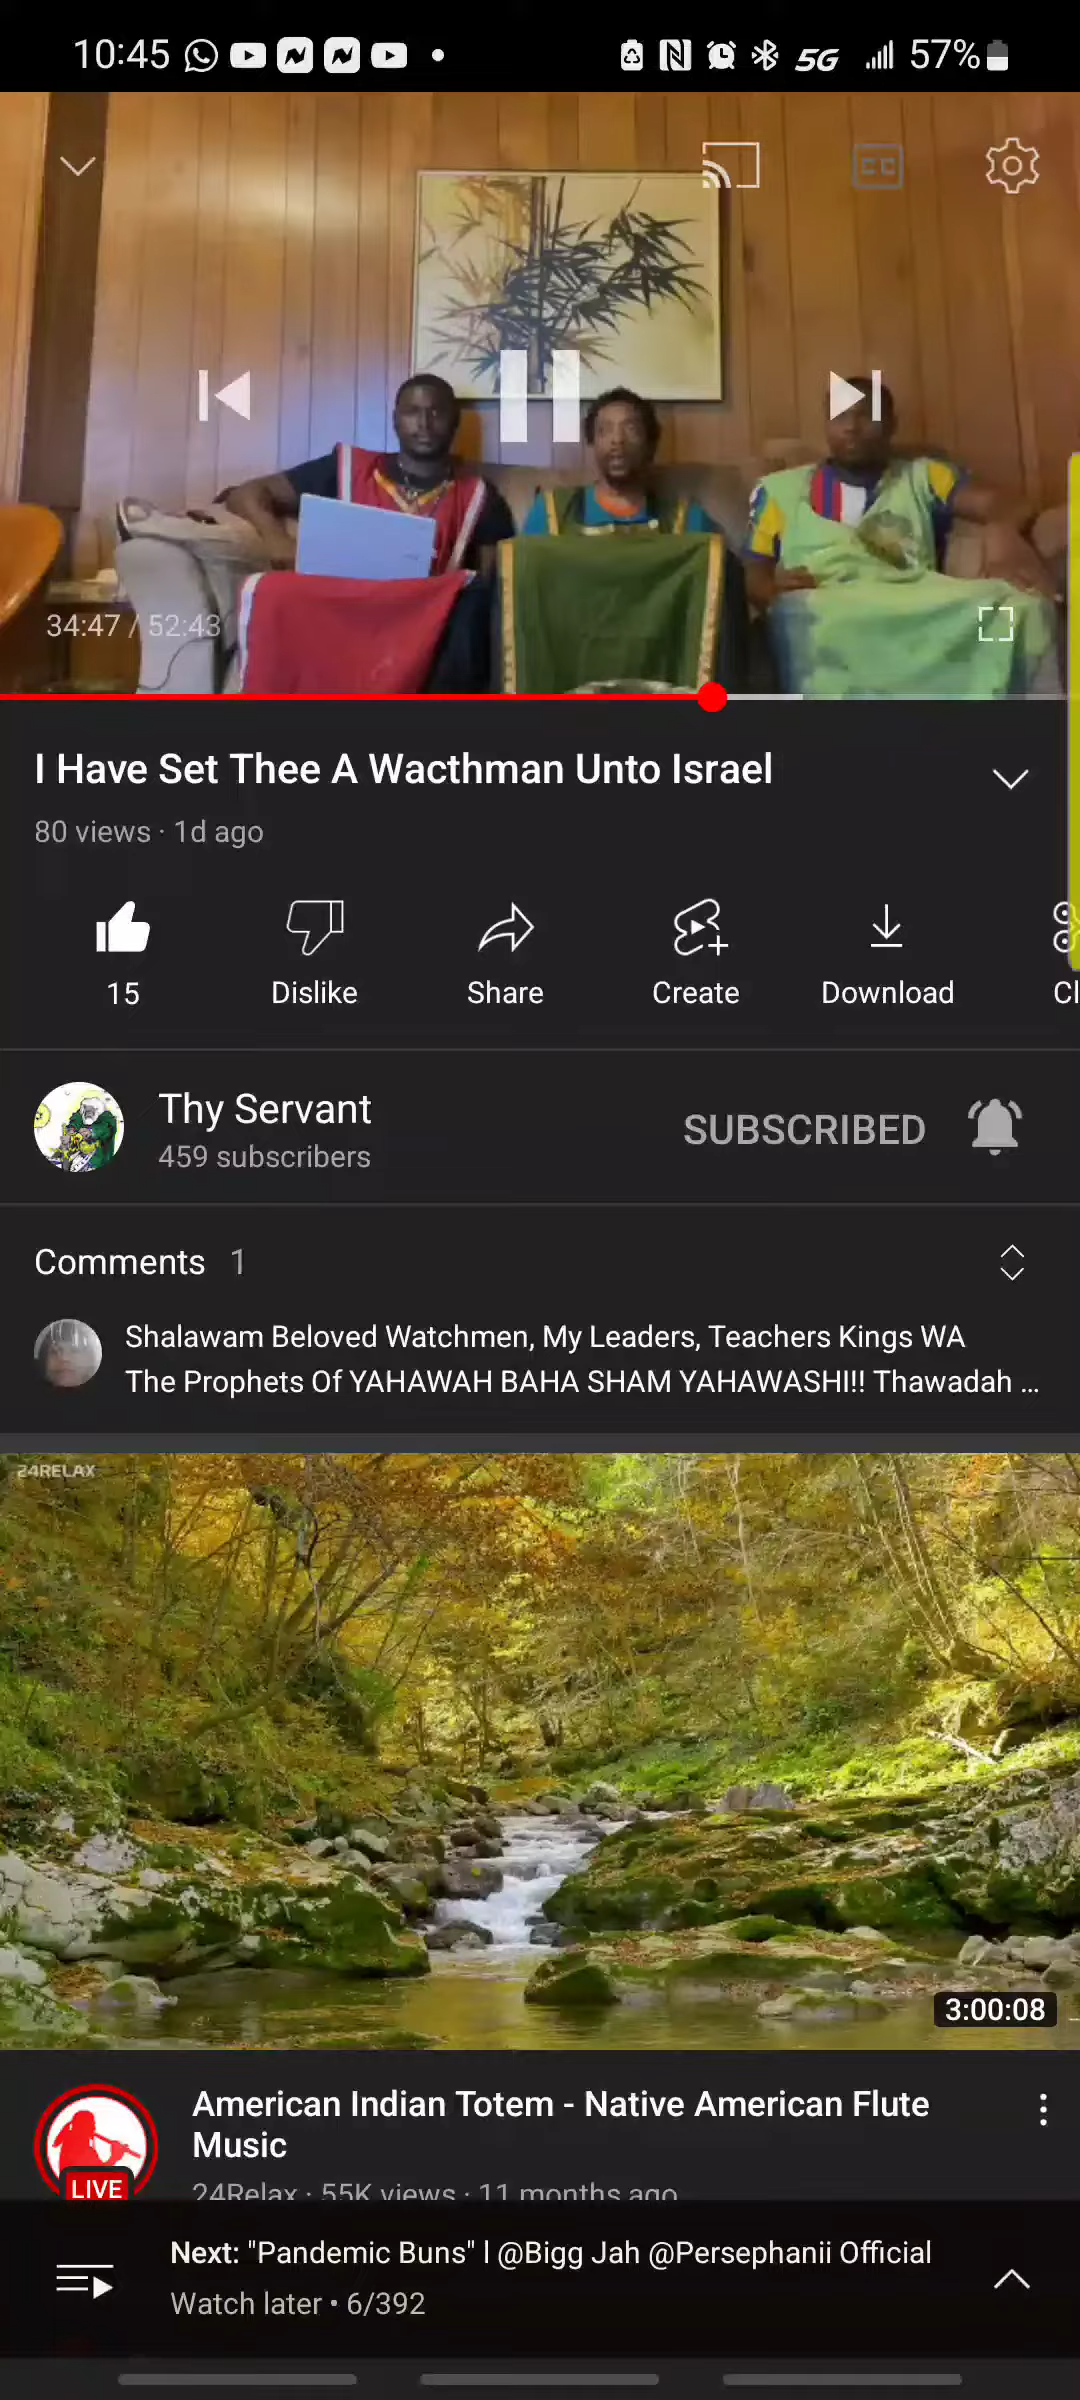 10:45
5G
57%
CC
34:47 / 52:43
I Have Set Thee A Wacthman Unto Israel
80 views · 1d ago
15
Dislike
Share
Create
Download
Cl
Thy Servant
459 subscribers
SUBSCRIBED
Comments 1
Shalawam Beloved Watchmen, My Leaders, Teachers Kings WA
The Prophets Of YAHAWAH BAHA SHAM YAHAWASHI!! Thawadah ...
24RELAX
3:00:08
American Indian Totem - Native American Flute
Music
LIVE
24Relax · 55K views · 11 months ago
Next: "Pandemic Buns" l @Bigg Jah @Persephanii Official
Watch later • 6/392